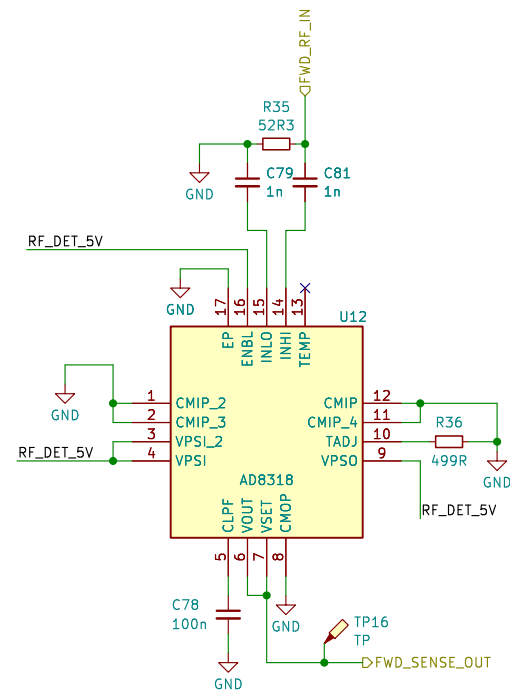 FWD_RF_IN
R35
52R3
C79
1n
C81
1n
GND
RF_DET_5V
GND
17
16
15
14
13
U12
EP
ENBL
INLO
INHI
TEMP
GND
1
2
3
4
CMIP_2
CMIP_3
VPSI_2
VPSI
RF_DET_5V
CMIP
CMIP_4
TADJ
VPSO
12
11
10
9
R36
499R
GND
RF_DET_5V
AD8318
CLPF
VOUT
VSET
CMOP
5
6
7
8
C78
100n
GND
GND
TP16
TP
FWD_SENSE_OUT